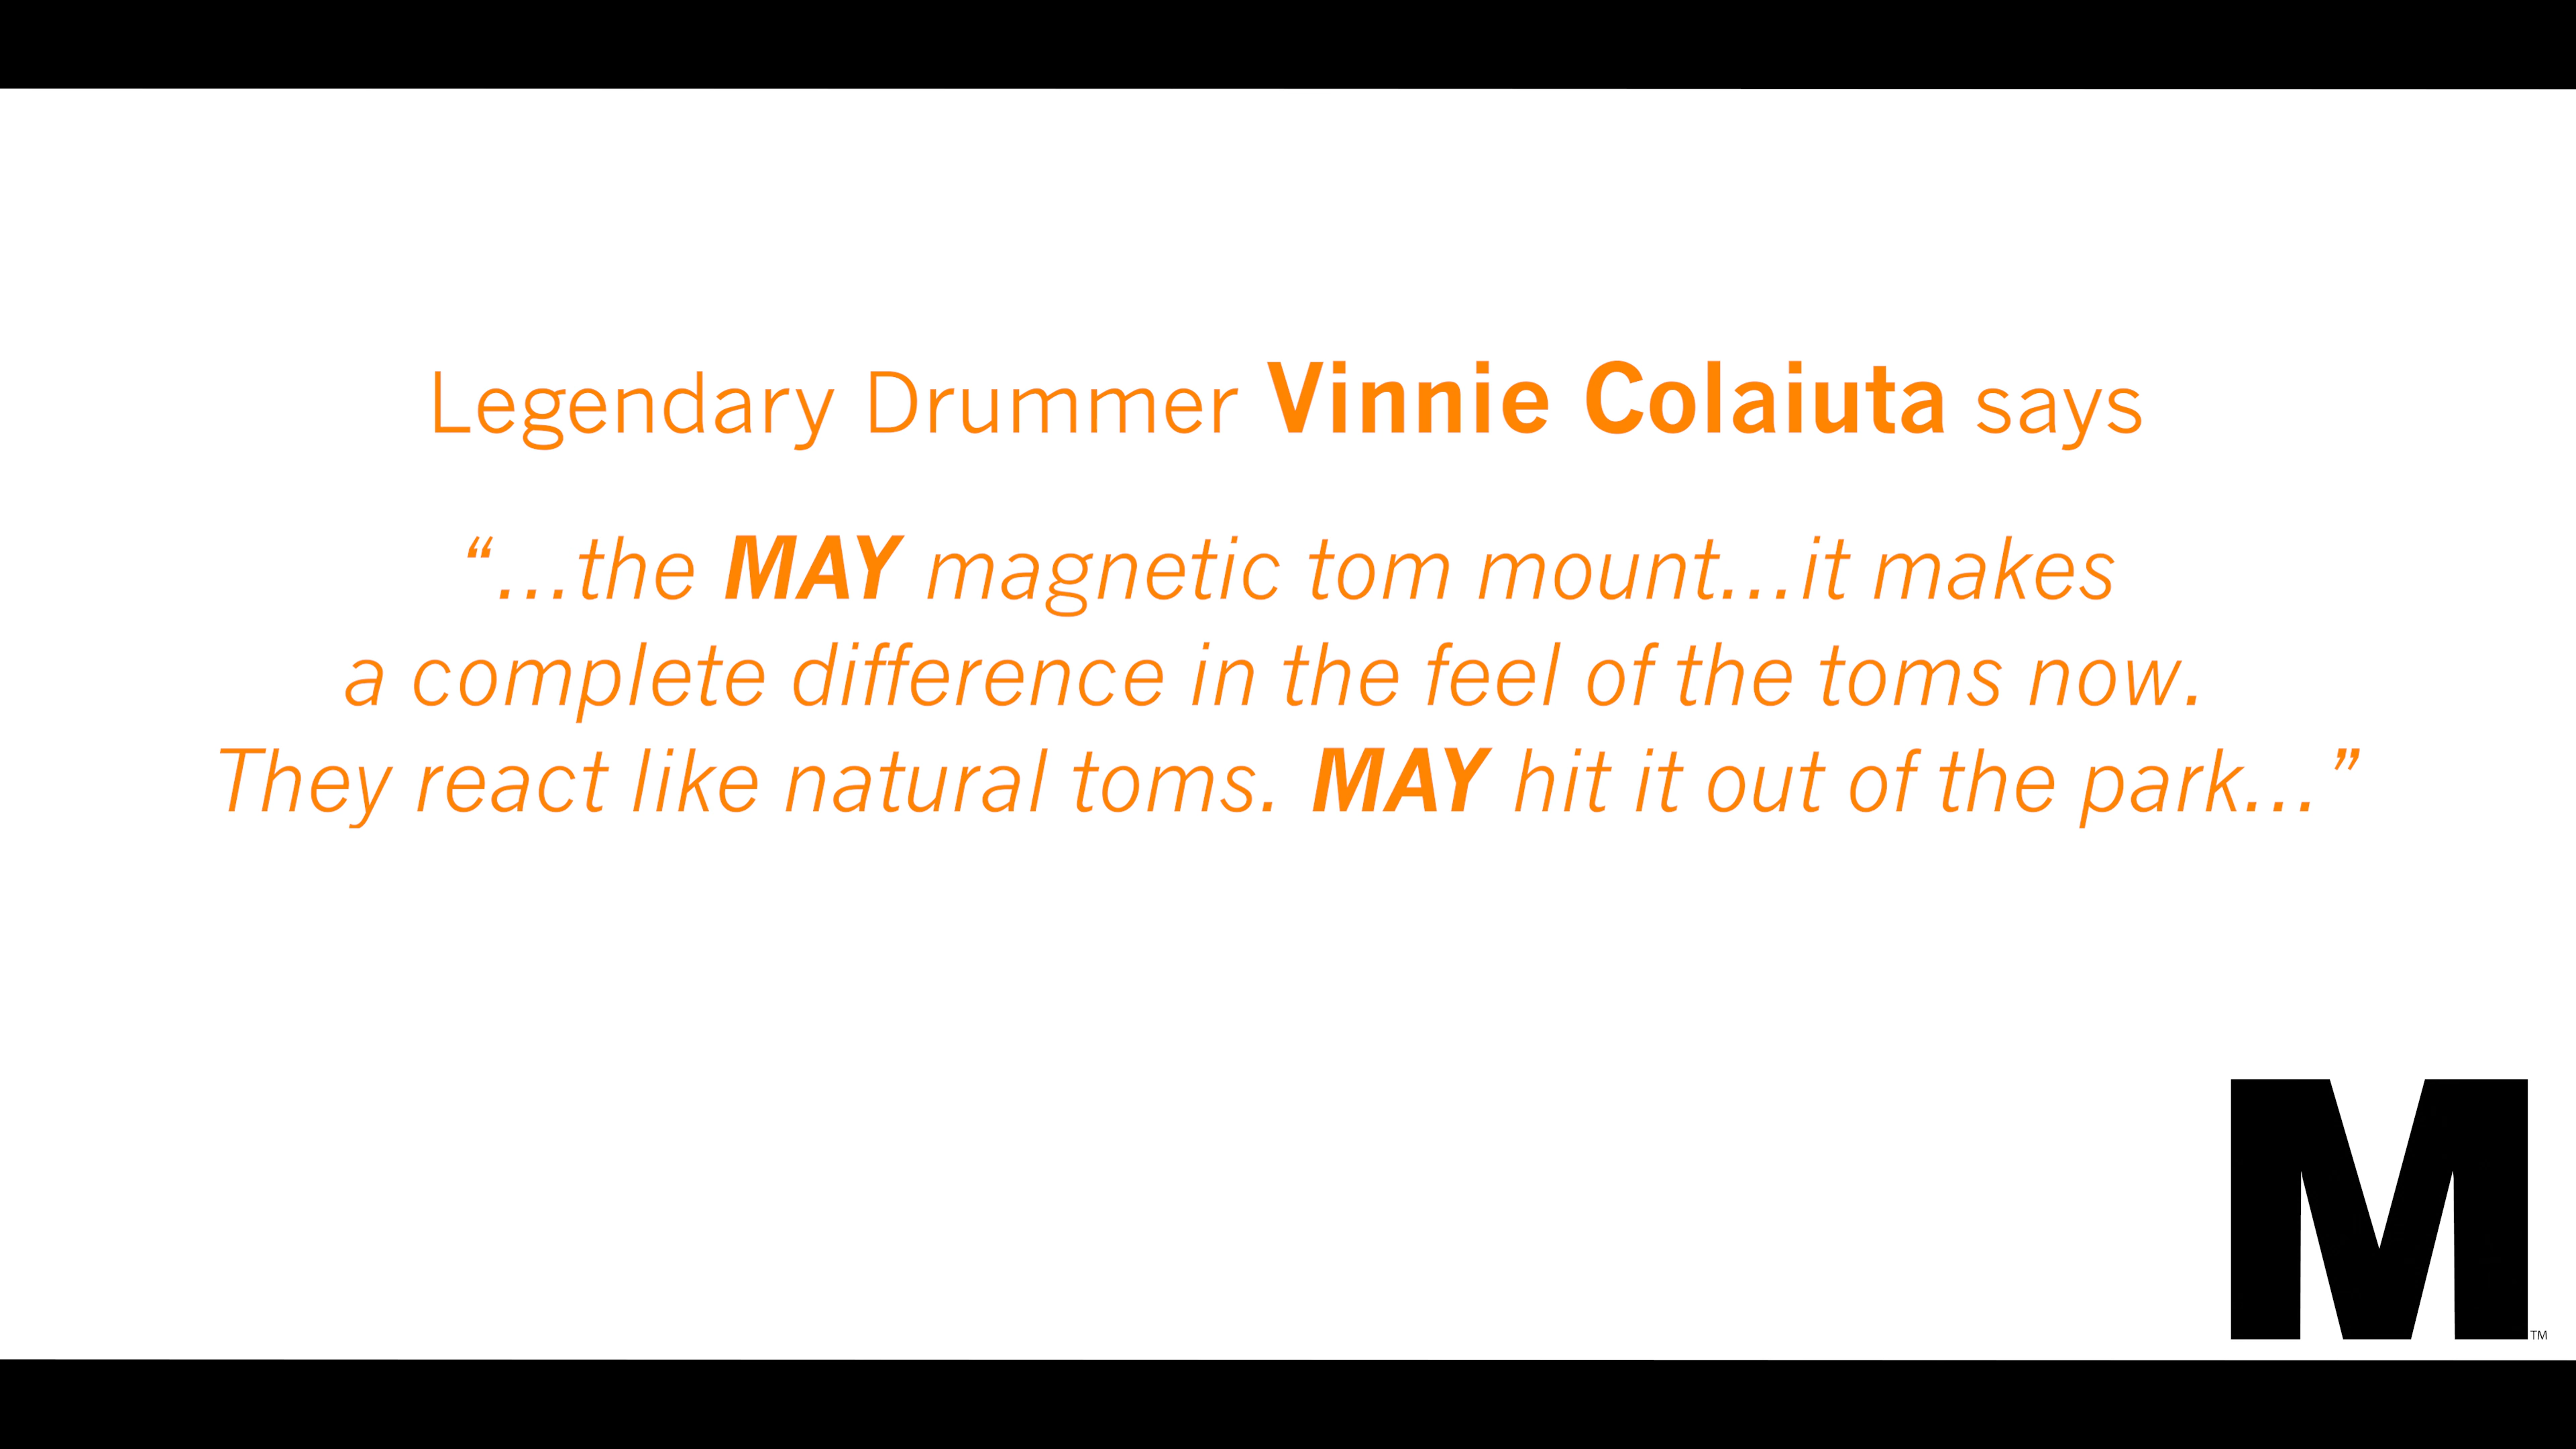 Legendary Drummer Vinnie Colaiuta says
“...the MAY magnetic tom mount...it makes
a complete difference in the feel of the toms now.
They react like natural toms. MAY hit it out of the park...”
M™